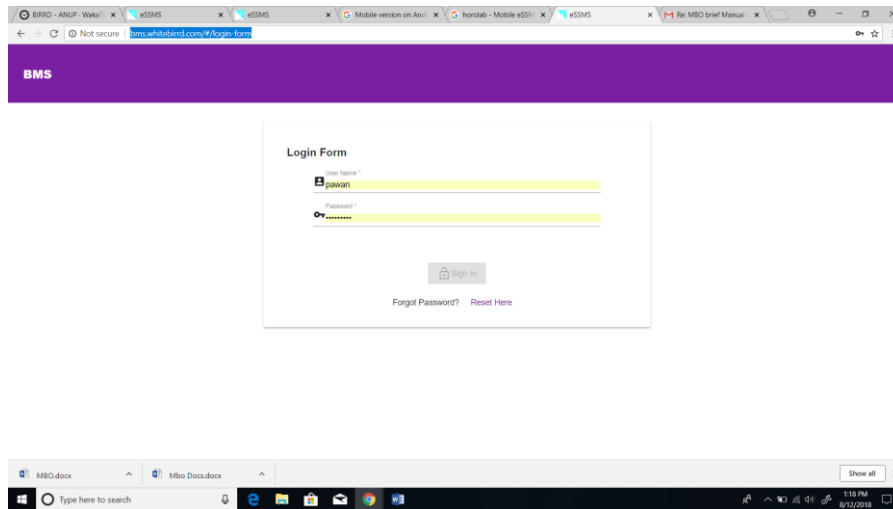 BIRRD - ANUP - WakaTi
eSSMS
eSSMS
Mobile version on And
horolab - Mobile eSSM
eSSMS
Re: MBO brief Manual
Not secure
bms.whitebirrd.com/#/login-form
BMS
Login Form
User Name *
pawan
Password *
•••••••••
Sign In
Forgot Password? Reset Here
MBO.docx
Mbo Docs.docx
Show all
Type here to search
1:18 PM
8/12/2018